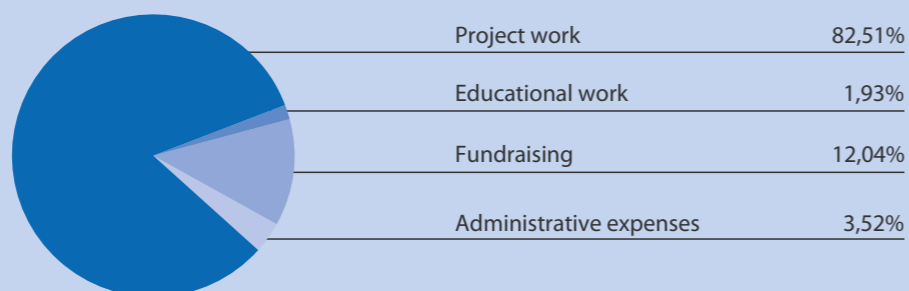 Project work 82,51%
Educational work 1,93%
Fundraising 12,04%
Administrative expenses 3,52%